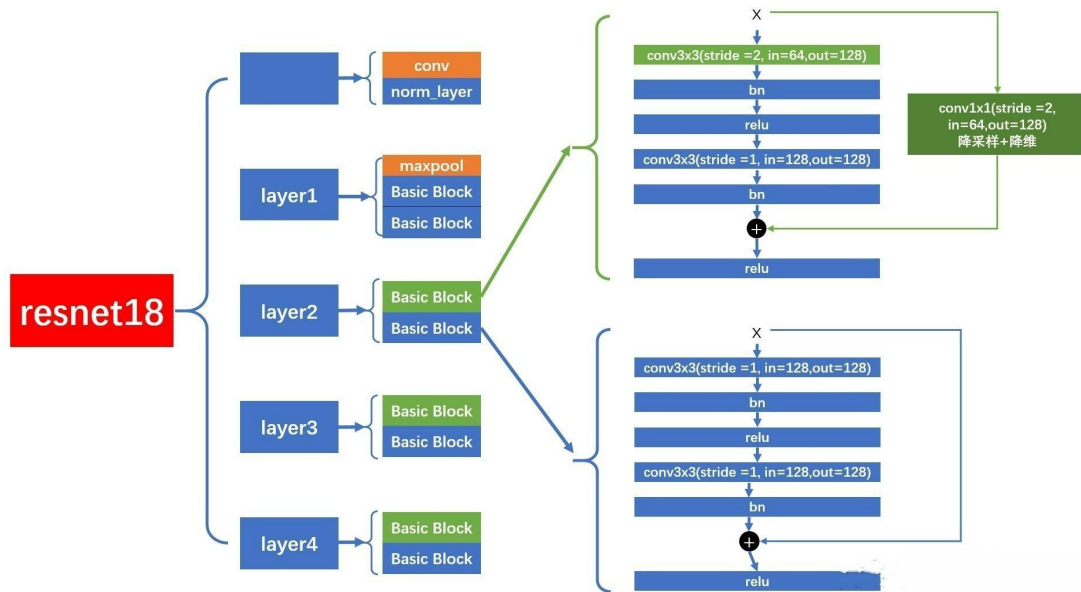 resnet18
conv
norm_layer
layer1
maxpool
Basic Block
Basic Block
layer2
Basic Block
Basic Block
layer3
Basic Block
Basic Block
layer4
Basic Block
Basic Block
X
conv3x3(stride =2, in=64,out=128)
bn
relu
conv3x3(stride =1, in=128,out=128)
bn
+
relu
conv1x1(stride =2,
in=64,out=128)
降采样+降维
X
conv3x3(stride =1, in=128,out=128)
bn
relu
conv3x3(stride =1, in=128,out=128)
bn
+
relu